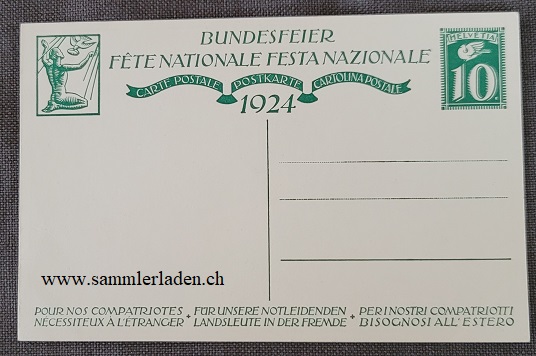 BUNDESFEIER
FÊTE NATIONALE FESTA NAZIONALE
CARTE POSTALE POSTKARTE CARTOLINA POSTALE
1924
HELVETIA
10
www.sammlerladen.ch
POUR NOS COMPATRIOTES + FÜR UNSERE NOTLEIDENDEN + PER I NOSTRI COMPATRIOTTI
NÉCESSITEUX À L'ÉTRANGER LANDSLEUTE IN DER FREMDE BISOGNOSI ALL'ESTERO